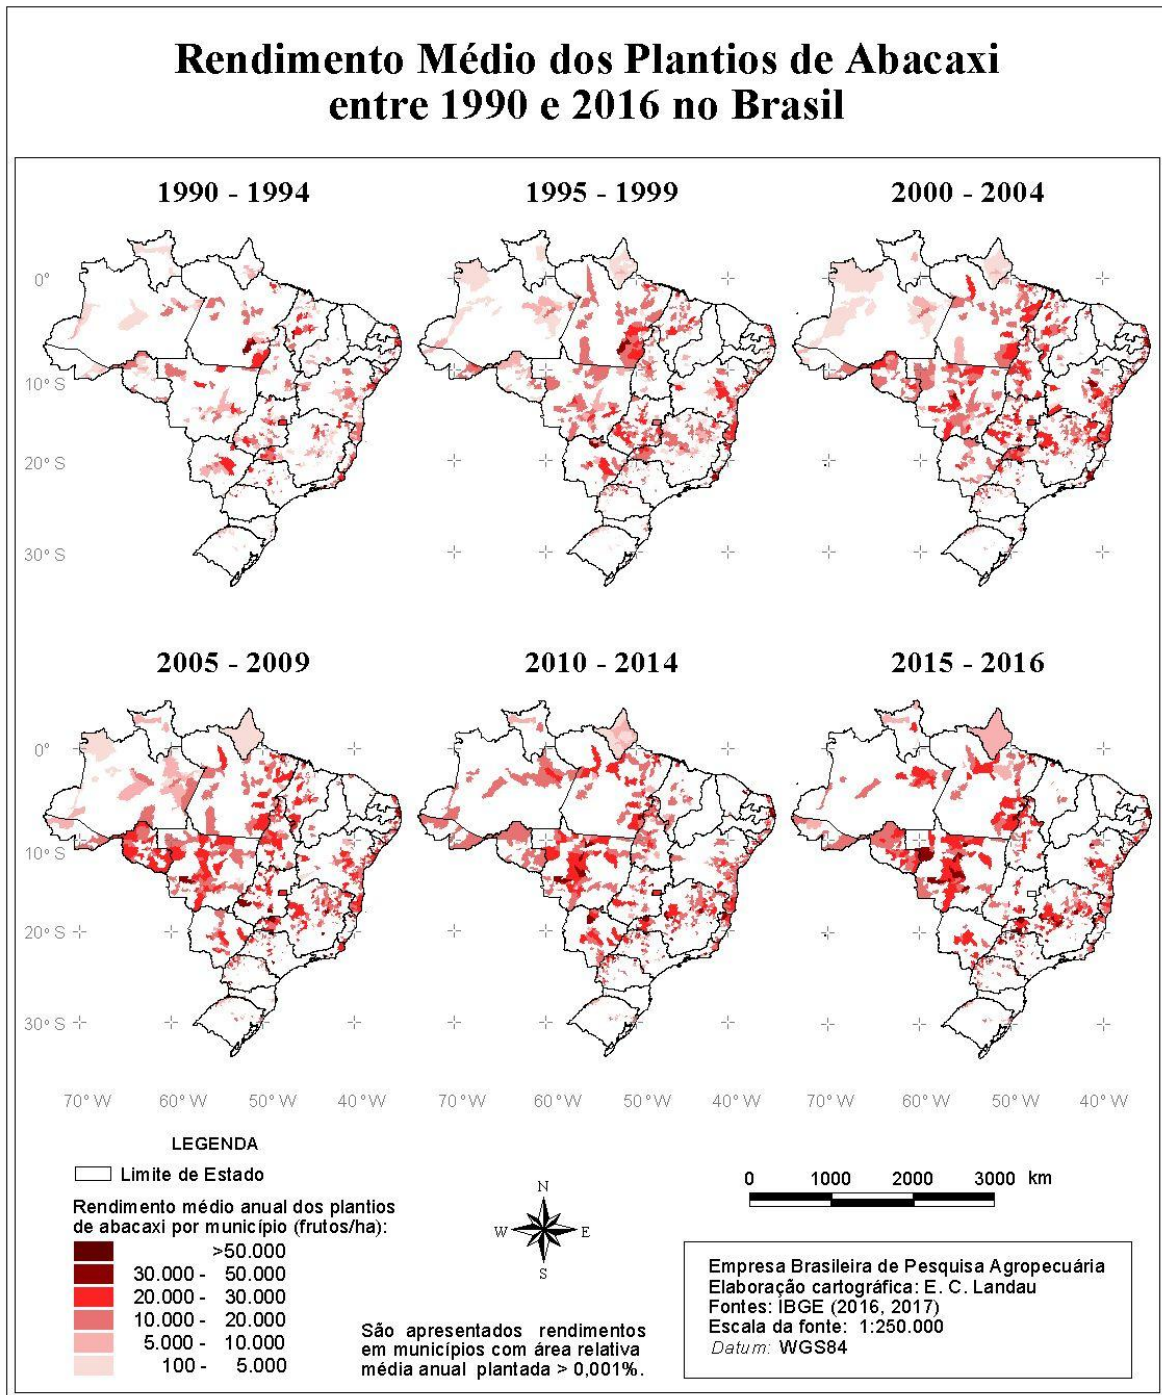 Rendimento Médio dos Plantios de Abacaxi
entre 1990 e 2016 no Brasil
1990 - 1994
1995 - 1999
2000 - 2004
0°
10° S
20° S
30° S
2005 - 2009
2010 - 2014
2015 - 2016
0°
10° S
20° S
30° S
70° W 60° W 50° W 40° W 70° W 60° W 50° W 40° W 70° W 60° W 50° W 40° W
LEGENDA
Limite de Estado
Rendimento médio anual dos plantios
de abacaxi por município (frutos/ha):
>50.000
30.000 - 50.000
20.000 - 30.000
10.000 - 20.000
5.000 - 10.000
100 - 5.000
N
W E
S
São apresentados rendimentos
em municípios com área relativa
média anual plantada > 0,001%.
0 1000 2000 3000 km
Empresa Brasileira de Pesquisa Agropecuária
Elaboração cartográfica: E. C. Landau
Fontes: IBGE (2016, 2017)
Escala da fonte: 1:250.000
Datum: WGS84